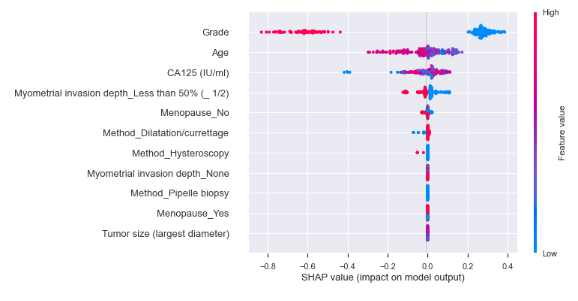 High
Grade
Age
CA125 (IU/ml)
Myometrial invasion depth_Less than 50% (_ 1/2)
Menopause_No
Method_Dilatation/currettage
Method_Hysteroscopy
Myometrial invasion depth_None
Method_Pipelle biopsy
Menopause_Yes
Tumor size (largest diameter)
Feature value
Low
−0.8 −0.6 −0.4 −0.2 0.0 0.2 0.4
SHAP value (impact on model output)